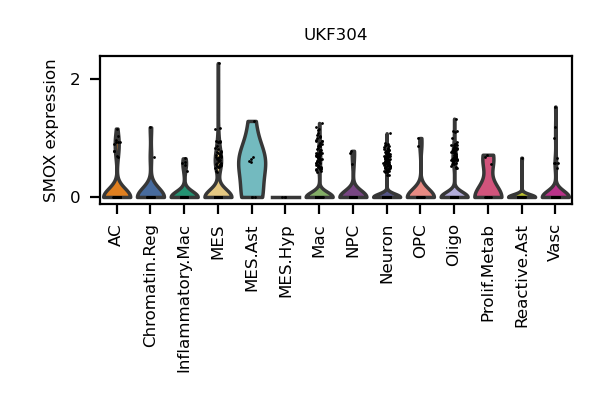 UKF304
SMOX expression
2
0
AC
Chromatin.Reg
Inflammatory.Mac
MES
MES.Ast
MES.Hyp
Mac
NPC
Neuron
OPC
Oligo
Prolif.Metab
Reactive.Ast
Vasc